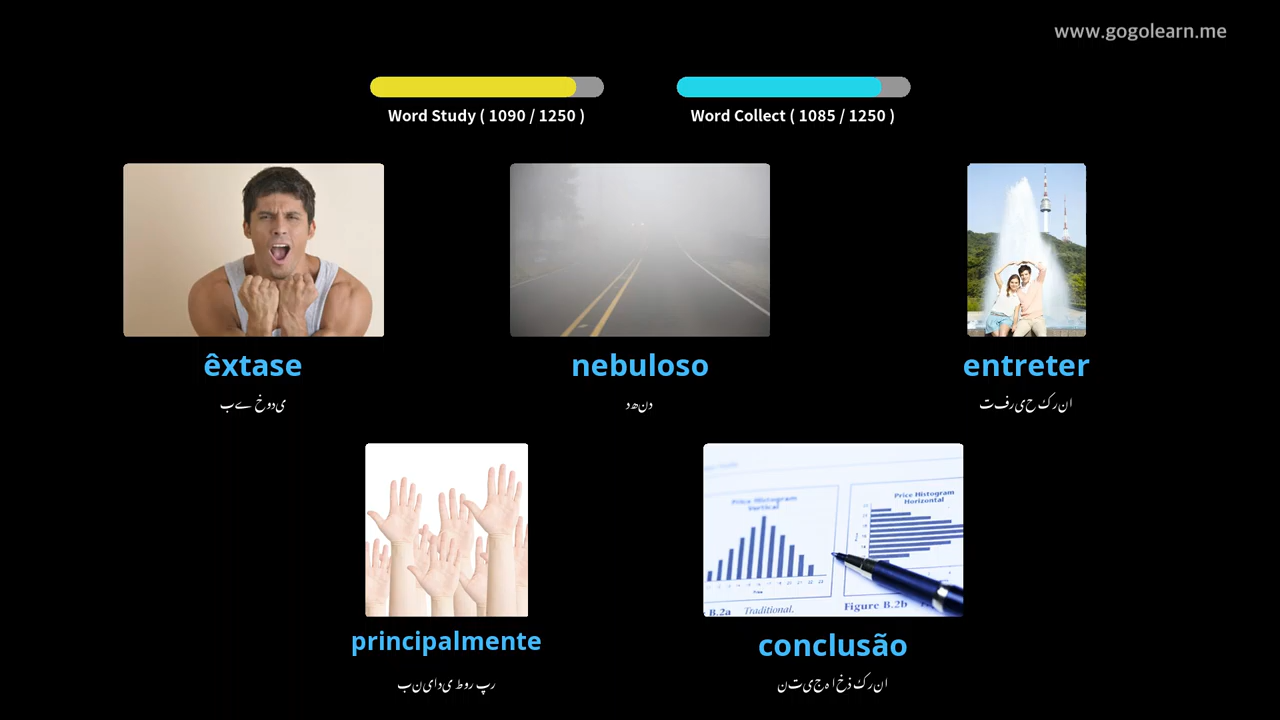 www.gogolearn.me
Word Study ( 1090 / 1250 )
Word Collect ( 1085 / 1250 )
êxtase
nebuloso
entreter
بے خودی
دھند
تفریح کرنا
Price Histogram
Vertical
Price Histogram
Horizontal
B.2a Traditional.
Figure B.2b
principalmente
conclusão
بنیادی طور پر
نتیجہ اخذ کرنا